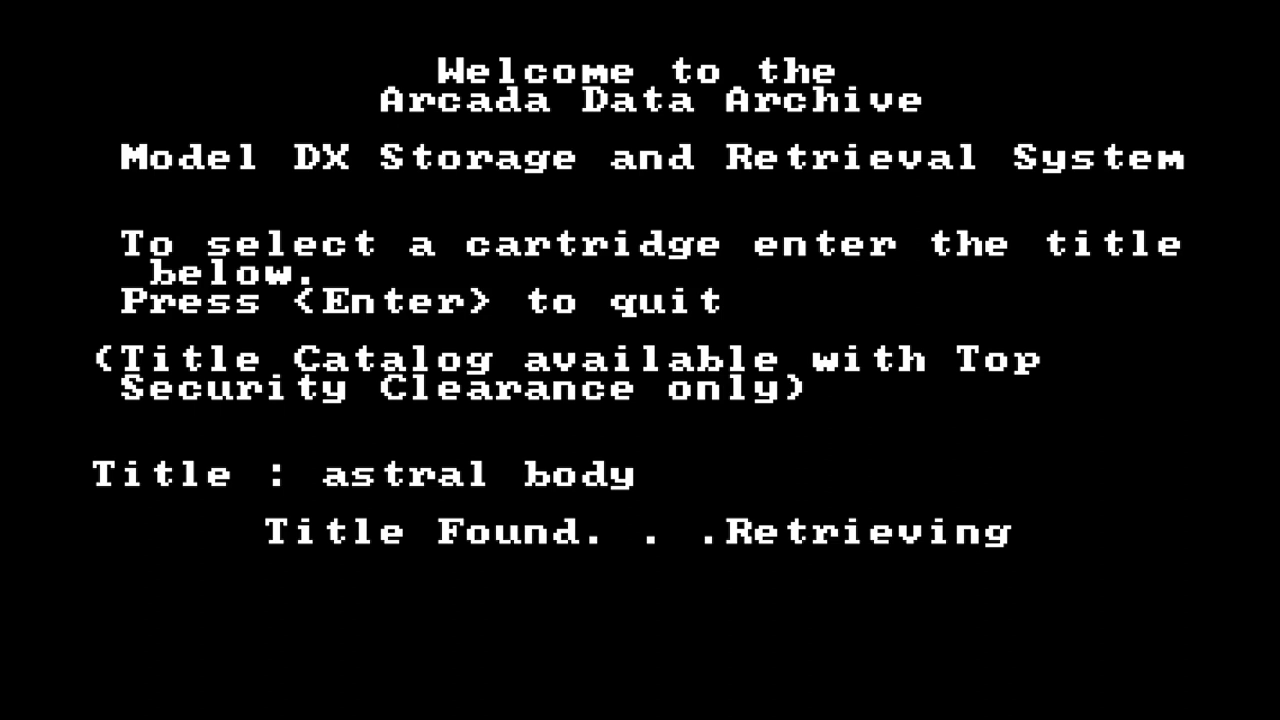 Welcome to the
Arcada Data Archive
Model DX Storage and Retrieval System
To select a cartridge enter the title
below.
Press <Enter> to quit
(Title Catalog available with Top
Security Clearance only)
Title : astral body
Title Found. . .Retrieving